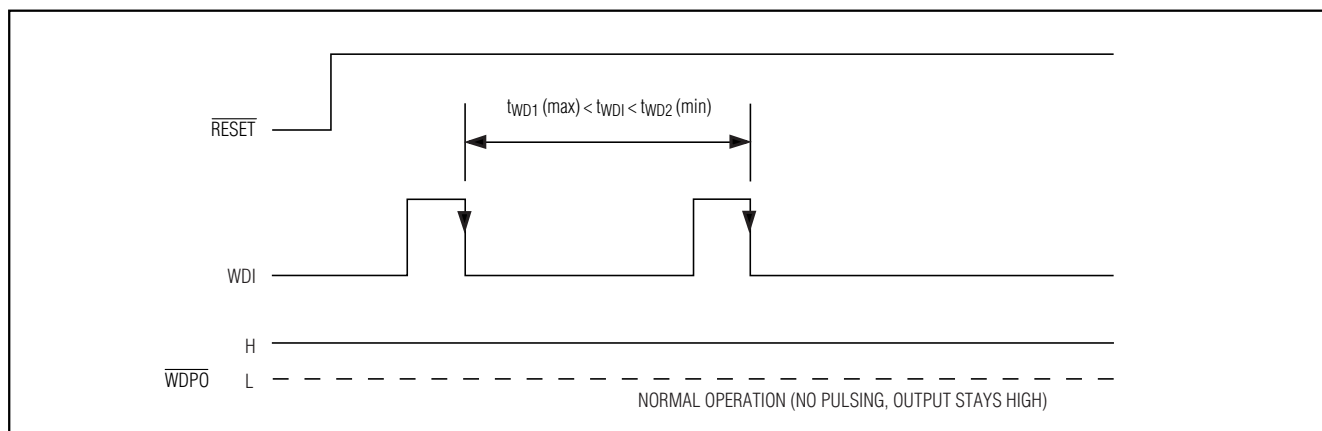 tWD1 (max) < tWDI < tWD2 (min)
RESET
WDI
H
WDPO L
NORMAL OPERATION (NO PULSING, OUTPUT STAYS HIGH)